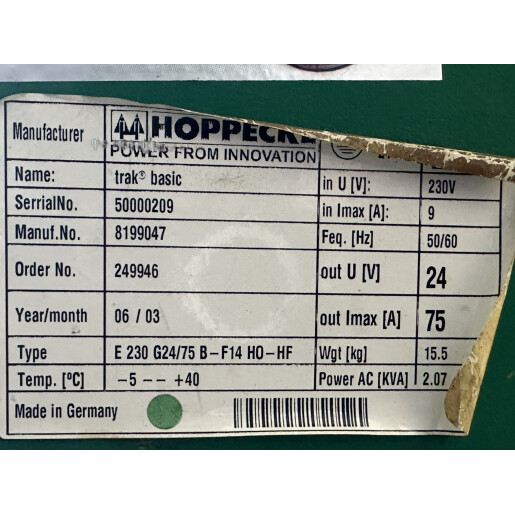 Manufacturer HOPPECKE
POWER FROM INNOVATION
Name: trak® basic in U [V]: 230V
SerrialNo. 50000209 in Imax [A]: 9
Manuf.No. 8199047 Feq. [Hz] 50/60
Order No. 249946 out U [V] 24
Year/month 06 / 03 out Imax [A] 75
Type E 230 G24/75 B-F14 HO-HF Wgt [kg] 15.5
Temp. [ºC] -5 -- +40 Power AC [KVA] 2.07
Made in Germany